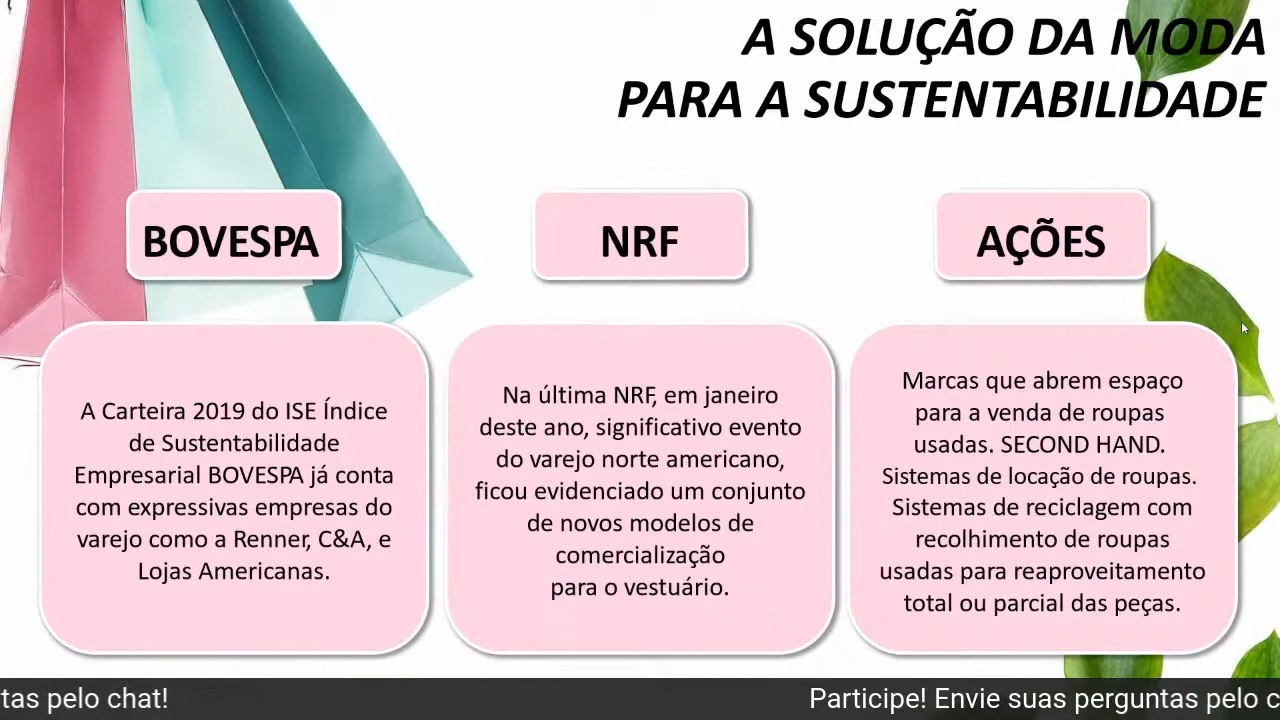 A SOLUÇÃO DA MODA
PARA A SUSTENTABILIDADE
BOVESPA
A Carteira 2019 do ISE Índice
de Sustentabilidade
Empresarial BOVESPA já conta
com expressivas empresas do
varejo como a Renner, C&A, e
Lojas Americanas.
NRF
Na última NRF, em janeiro
deste ano, significativo evento
do varejo norte americano,
ficou evidenciado um conjunto
de novos modelos de
comercialização
para o vestuário.
AÇÕES
Marcas que abrem espaço
para a venda de roupas
usadas. SECOND HAND.
Sistemas de locação de roupas.
Sistemas de reciclagem com
recolhimento de roupas
usadas para reaproveitamento
total ou parcial das peças.
tas pelo chat! Participe! Envie suas perguntas pelo c